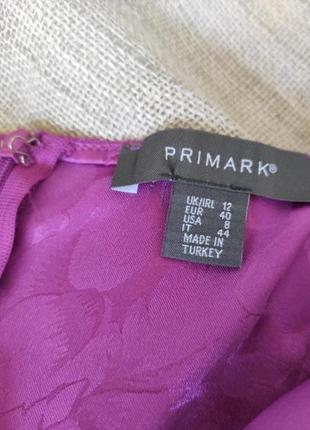 PRIMARK®
UK/IRL 12
EUR 40
USA 8
IT 44
MADE IN
TURKEY